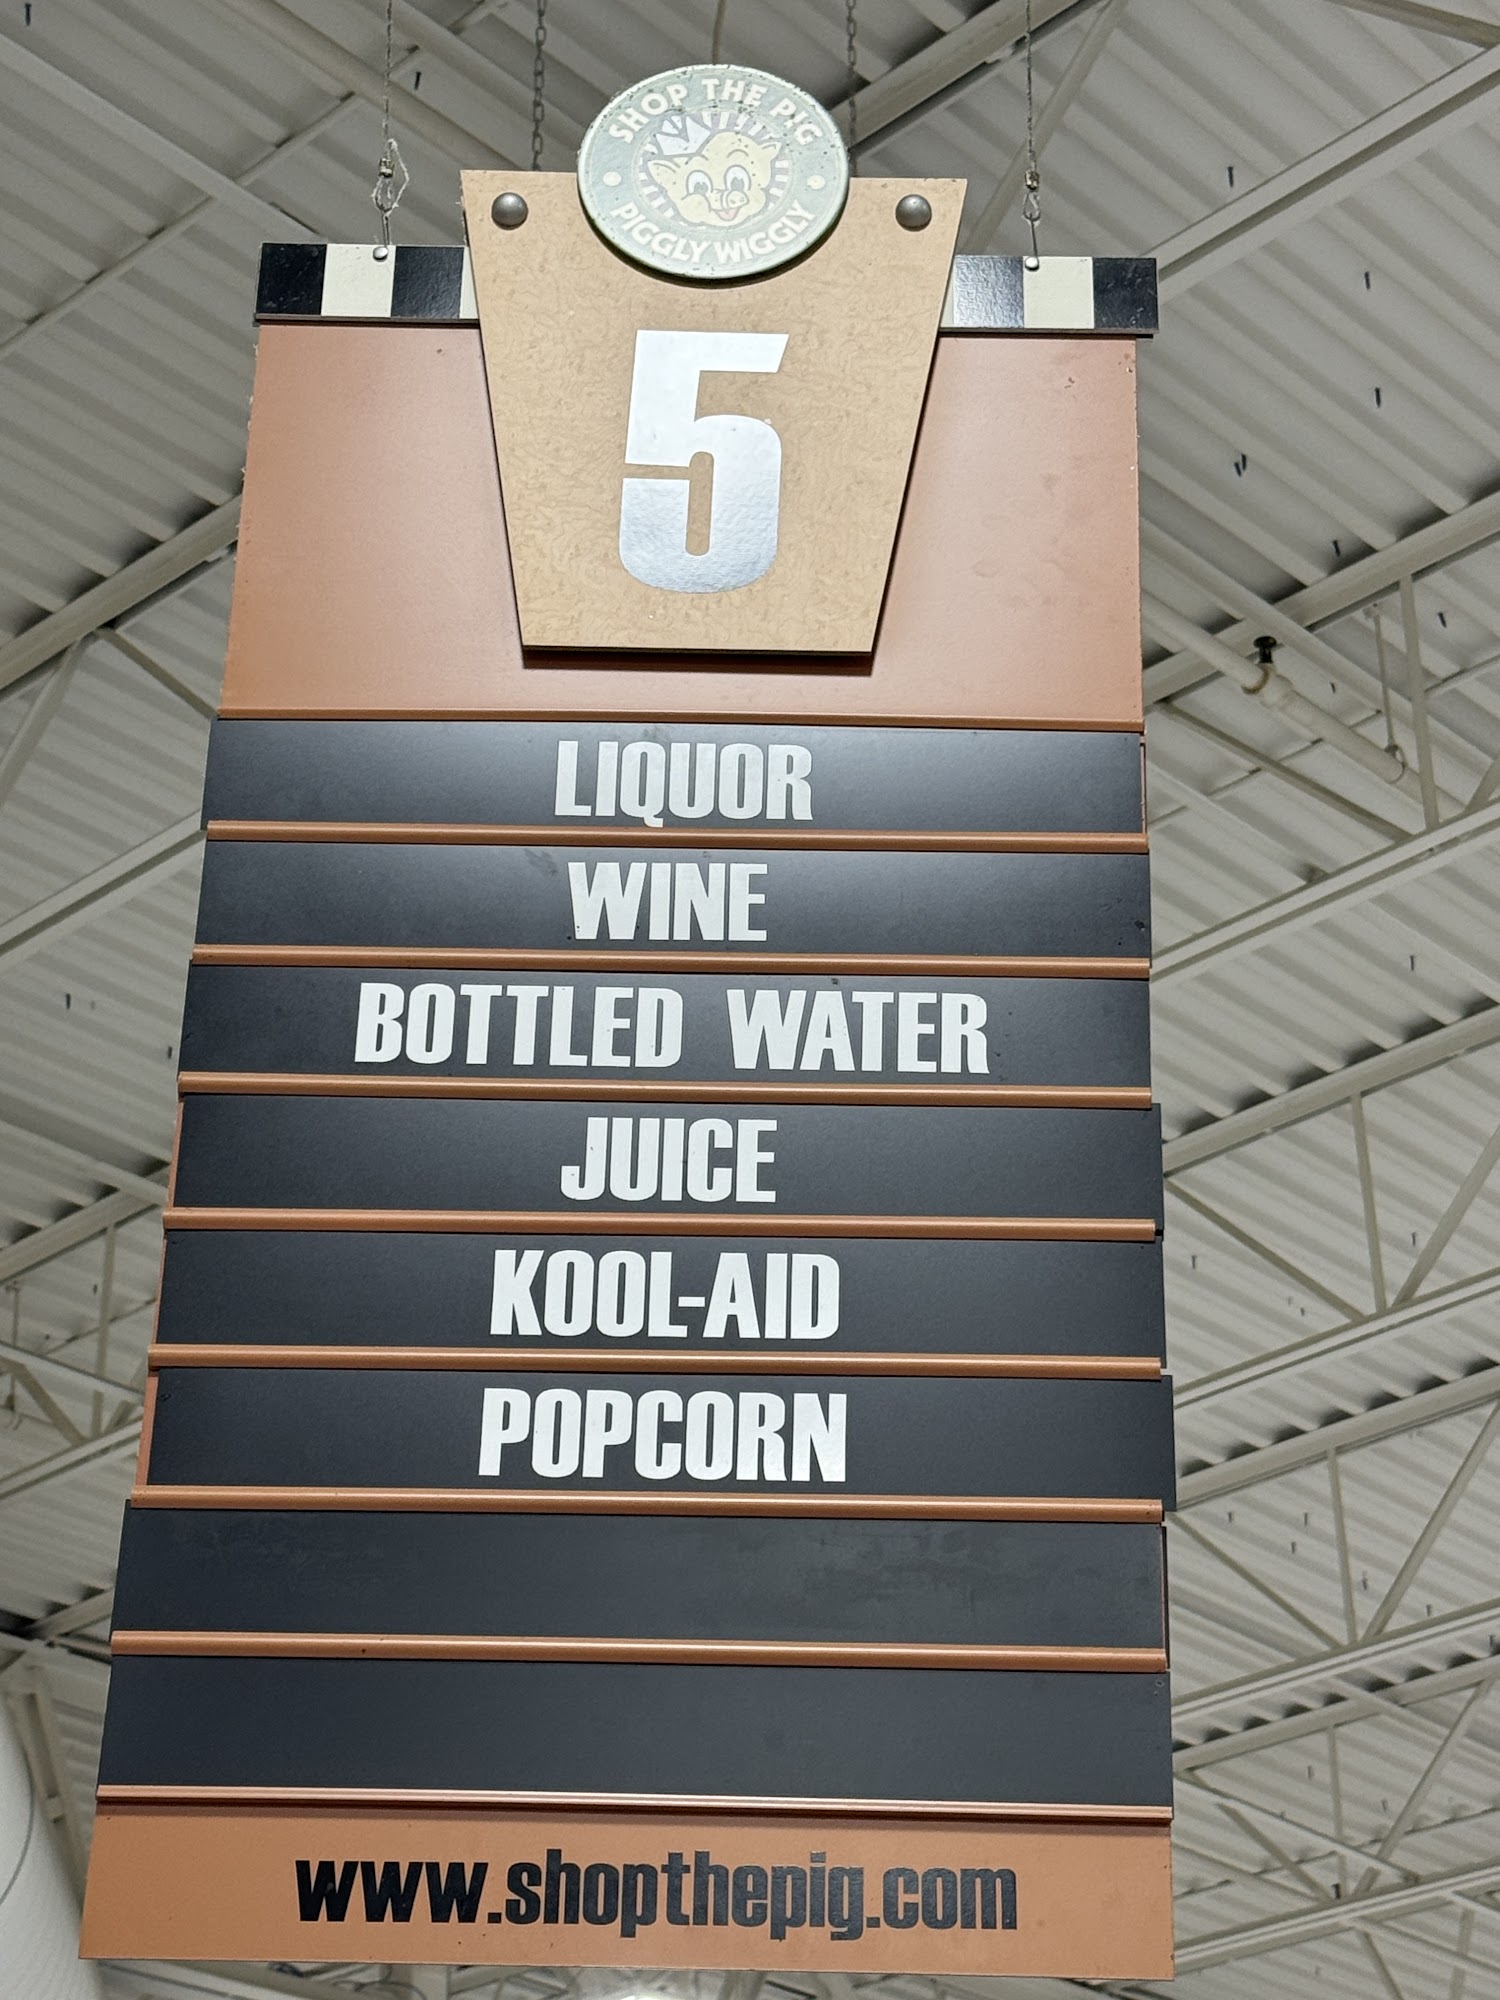 SHOP THE PIG
PIGGLY WIGGLY
5
LIQUOR
WINE
BOTTLED WATER
JUICE
KOOL-AID
POPCORN
www.shopthepig.com